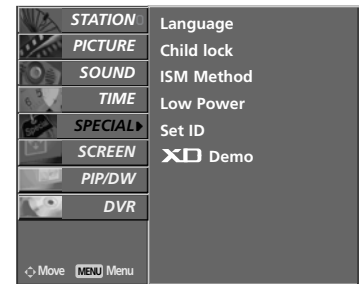 STATION
PICTURE
SOUND
TIME
SPECIAL
SCREEN
PIP/DW
DVR
Move MENU Menu
Language
Child lock
ISM Method
Low Power
Set ID
XD Demo